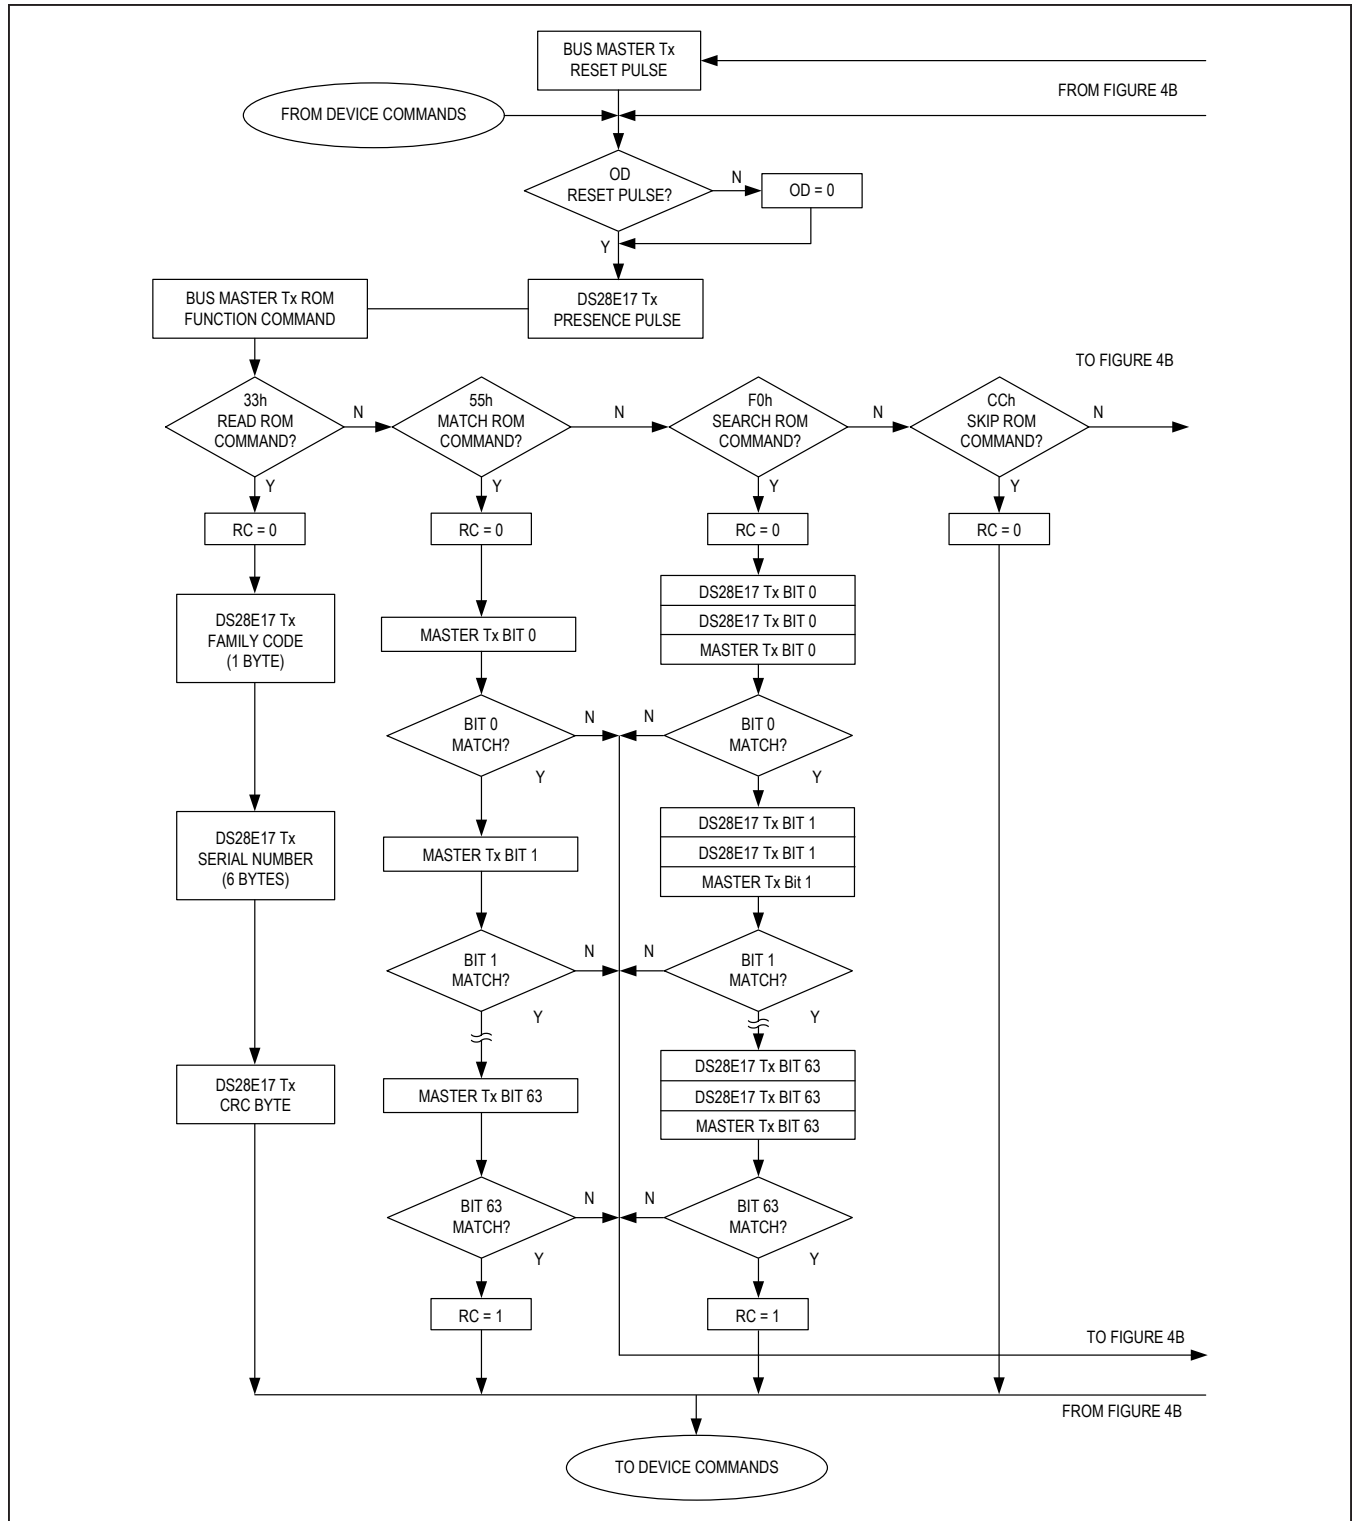 BUS MASTER Tx
RESET PULSE
FROM FIGURE 4B
FROM DEVICE COMMANDS
OD
RESET PULSE?
N
OD = 0
Y
BUS MASTER Tx ROM
FUNCTION COMMAND
DS28E17 Tx
PRESENCE PULSE
TO FIGURE 4B
33h
READ ROM
COMMAND?
N
55h
MATCH ROM
COMMAND?
N
F0h
SEARCH ROM
COMMAND?
N
CCh
SKIP ROM
COMMAND?
N
Y
Y
Y
Y
RC = 0
RC = 0
RC = 0
RC = 0
DS28E17 Tx
FAMILY CODE
(1 BYTE)
MASTER Tx BIT 0
DS28E17 Tx BIT 0
DS28E17 Tx BIT 0
MASTER Tx BIT 0
BIT 0
MATCH?
N
N
BIT 0
MATCH?
Y
Y
DS28E17 Tx
SERIAL NUMBER
(6 BYTES)
MASTER Tx BIT 1
DS28E17 Tx BIT 1
DS28E17 Tx BIT 1
MASTER Tx Bit 1
BIT 1
MATCH?
N
N
BIT 1
MATCH?
Y
Y
DS28E17 Tx
CRC BYTE
MASTER Tx BIT 63
DS28E17 Tx BIT 63
DS28E17 Tx BIT 63
MASTER Tx BIT 63
BIT 63
MATCH?
N
N
BIT 63
MATCH?
Y
Y
RC = 1
RC = 1
TO FIGURE 4B
FROM FIGURE 4B
TO DEVICE COMMANDS